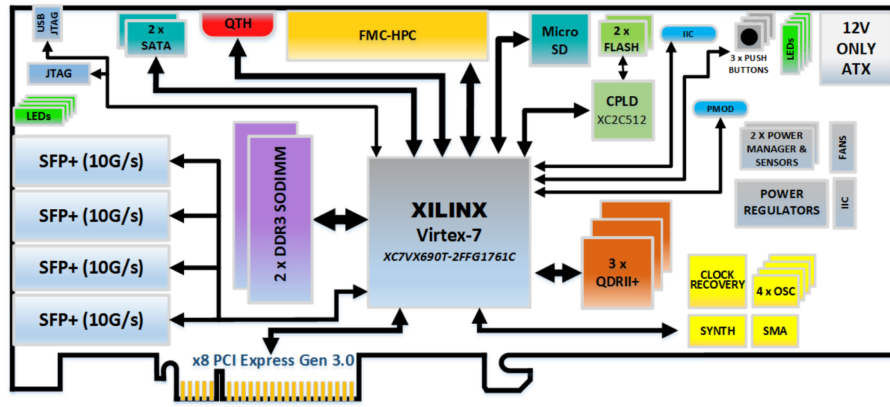 USB
JTAG
JTAG
LEDs
2 x
SATA
QTH
FMC-HPC
Micro
SD
2 x
FLASH
CPLD
XC2C512
IIC
3 x PUSH
BUTTONS
LEDs
12V
ONLY
ATX
PMOD
2 X POWER
MANAGER &
SENSORS
FANS
POWER
REGULATORS
IIC
SFP+ (10G/s)
SFP+ (10G/s)
SFP+ (10G/s)
SFP+ (10G/s)
2 x DDR3 SODIMM
XILINX
Virtex-7
XC7VX690T-2FFG1761C
3 x
QDRII+
CLOCK
RECOVERY
4 x OSC
SYNTH
SMA
x8 PCI Express Gen 3.0